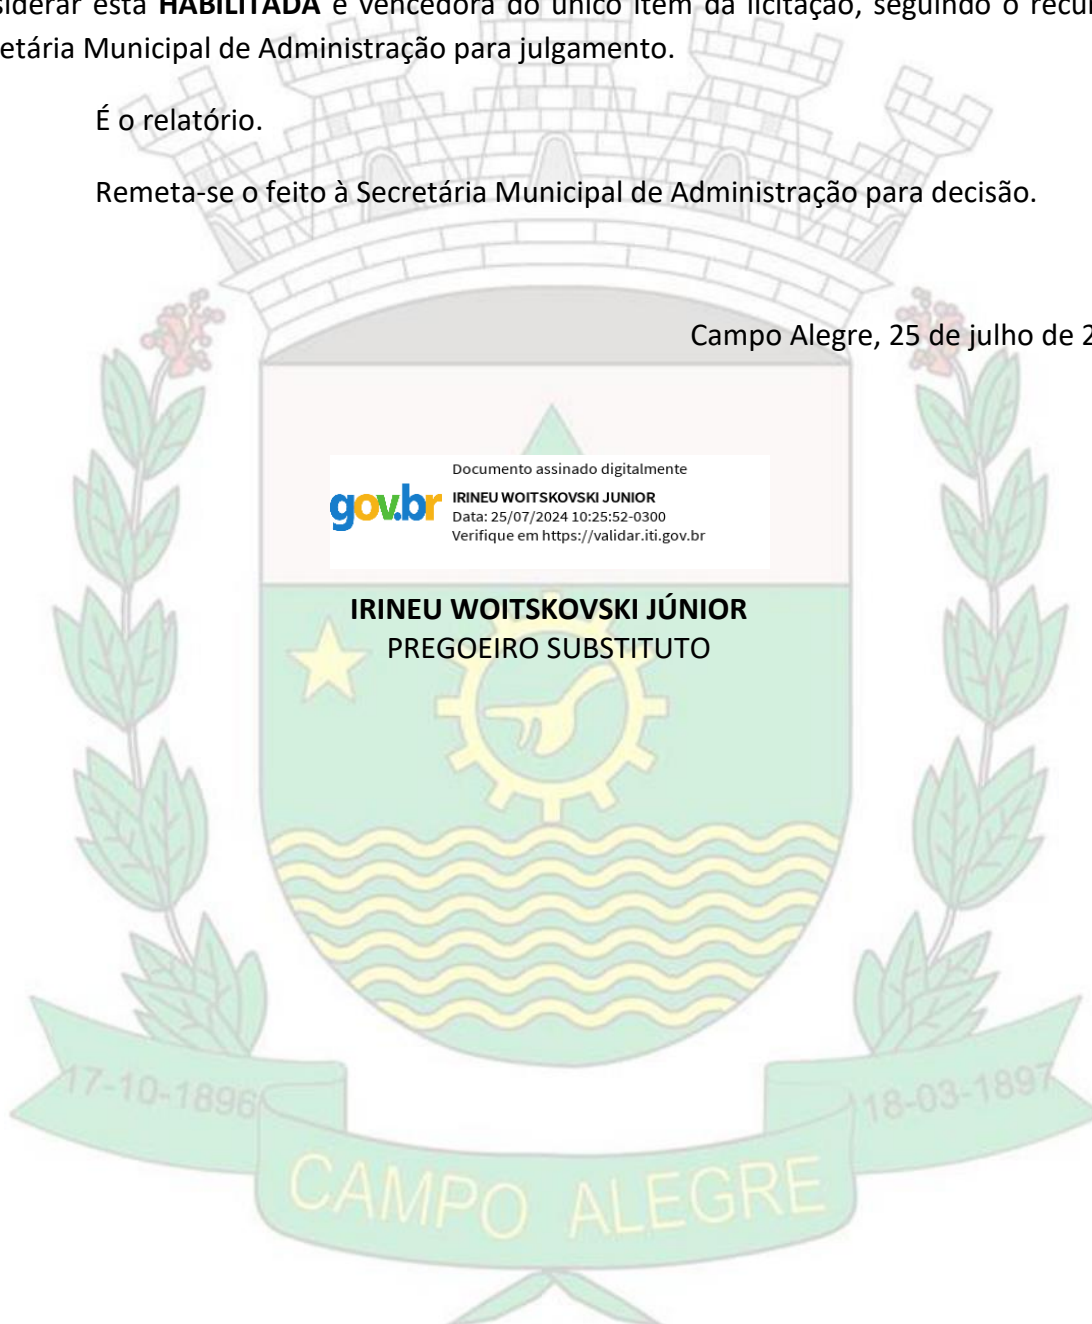 siderar esta HABILITADA e vencedora do único item da licitação, seguindo o recu
etária Municipal de Administração para julgamento.
É o relatório.
Remeta-se o feito à Secretária Municipal de Administração para decisão.
Campo Alegre, 25 de julho de 2
Documento assinado digitalmente
gov.br
IRINEU WOITSKOVSKI JUNIOR
Data: 25/07/2024 10:25:52-0300
Verifique em https://validar.iti.gov.br
IRINEU WOITSKOVSKI JÚNIOR
PREGOEIRO SUBSTITUTO
17-10-1896
18-03-1897
CAMPO ALEGRE